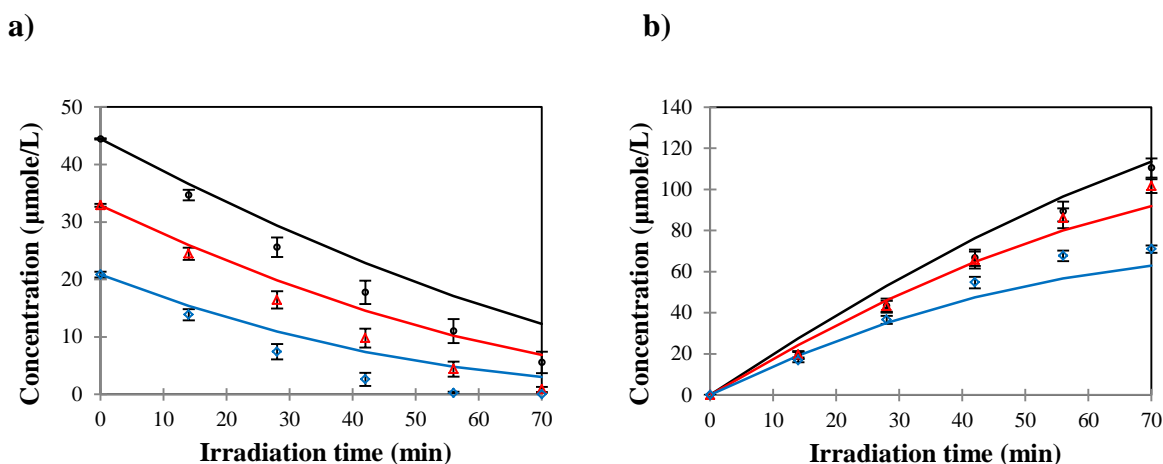 a)
b)
Concentration (µmole/L)
50
40
30
20
10
0
0 10 20 30 40 50 60 70
Irradiation time (min)
Concentration (µmole/L)
140
120
100
80
60
40
20
0
0 10 20 30 40 50 60 70
Irradiation time (min)